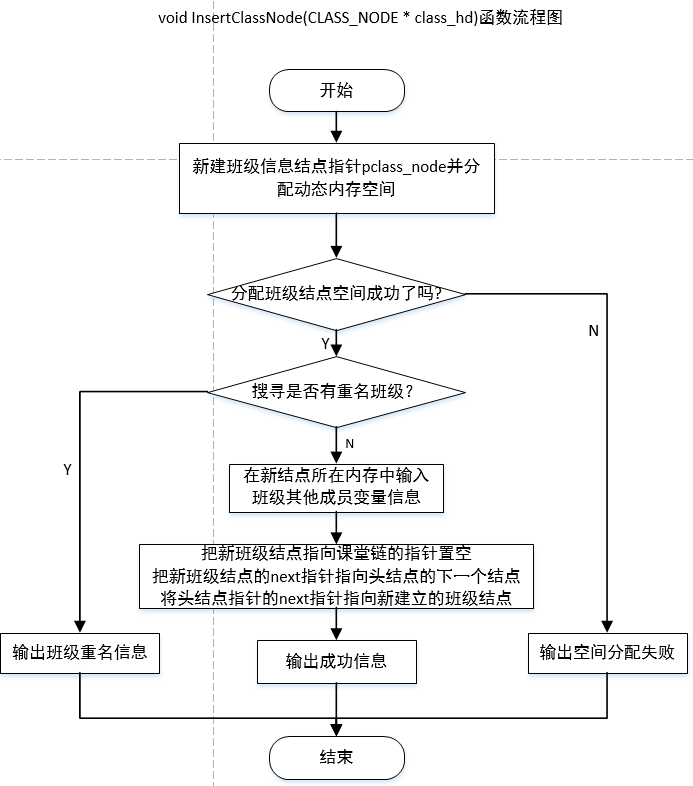 void InsertClassNode(CLASS_NODE * class_hd)函数流程图
开始
新建班级信息结点指针pclass_node并分
配动态内存空间
分配班级结点空间成功了吗?
N
Y
搜寻是否有重名班级?
N
Y
在新结点所在内存中输入
班级其他成员变量信息
把新班级结点指向课堂链的指针置空
把新班级结点的next指针指向头结点的下一个结点
将头结点指针的next指针指向新建立的班级结点
输出班级重名信息
输出成功信息
输出空间分配失败
结束